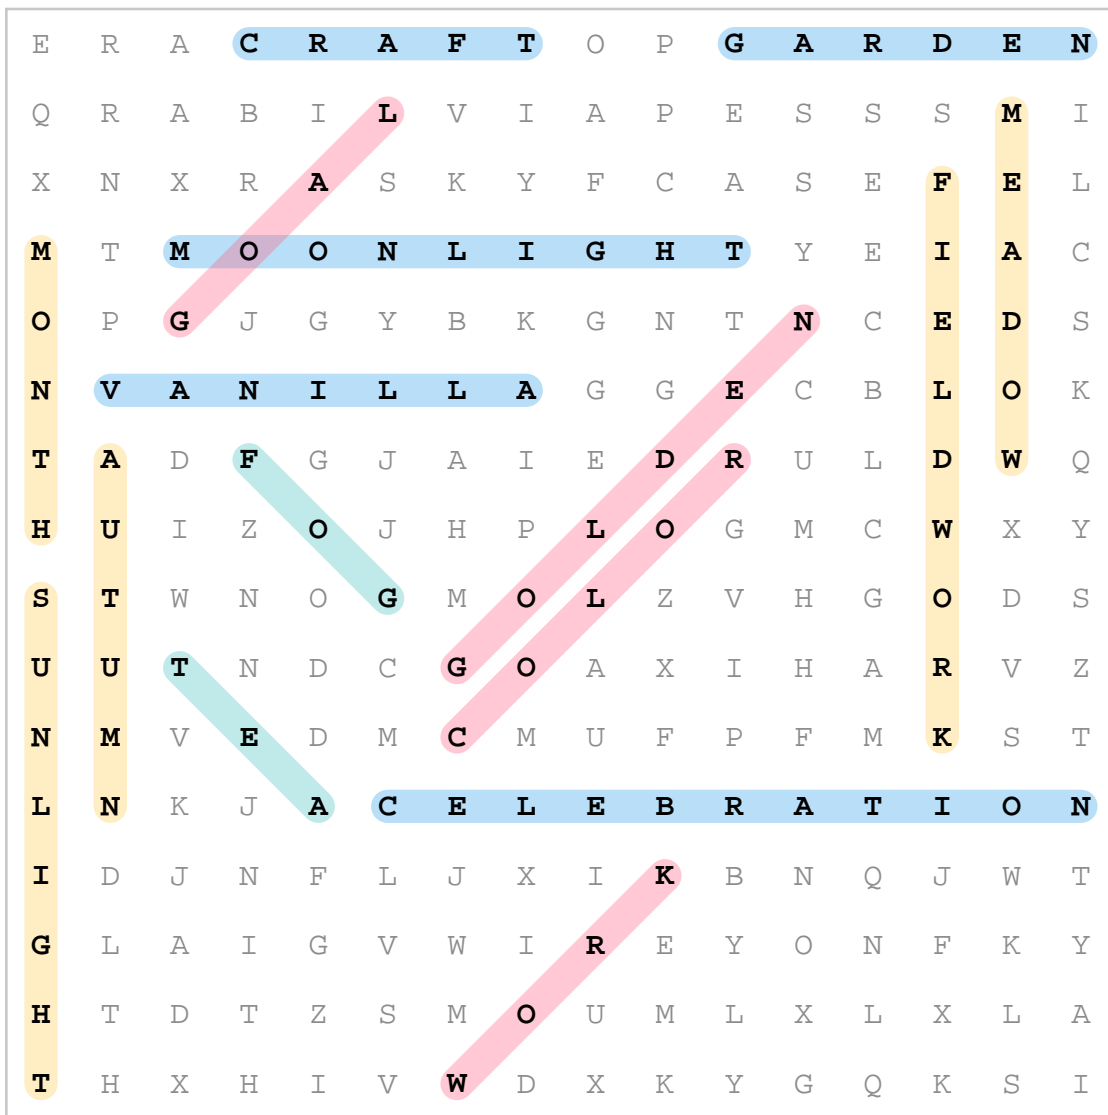 E R A C R A F T O P G A R D E N
Q R A B I L V I A P E S S S M I
X N X R A S K Y F C A S E F E L
M T M O O N L I G H T Y E I A C
O P G J G Y B K G N T N C E D S
N V A N I L L A G G E C B L O K
T A D F G J A I E D R U L D W Q
H U I Z O J H P L O G M C W X Y
S T W N O G M O L Z V H G O D S
U U T N D C G O A X I H A R V Z
N M V E D M C M U F P F M K S T
L N K J A C E L E B R A T I O N
I D J N F L J X I K B N Q J W T
G L A I G V W I R E Y O N F K Y
H T D T Z S M O U M L X L X L A
T H X H I V W D X K Y G Q K S I